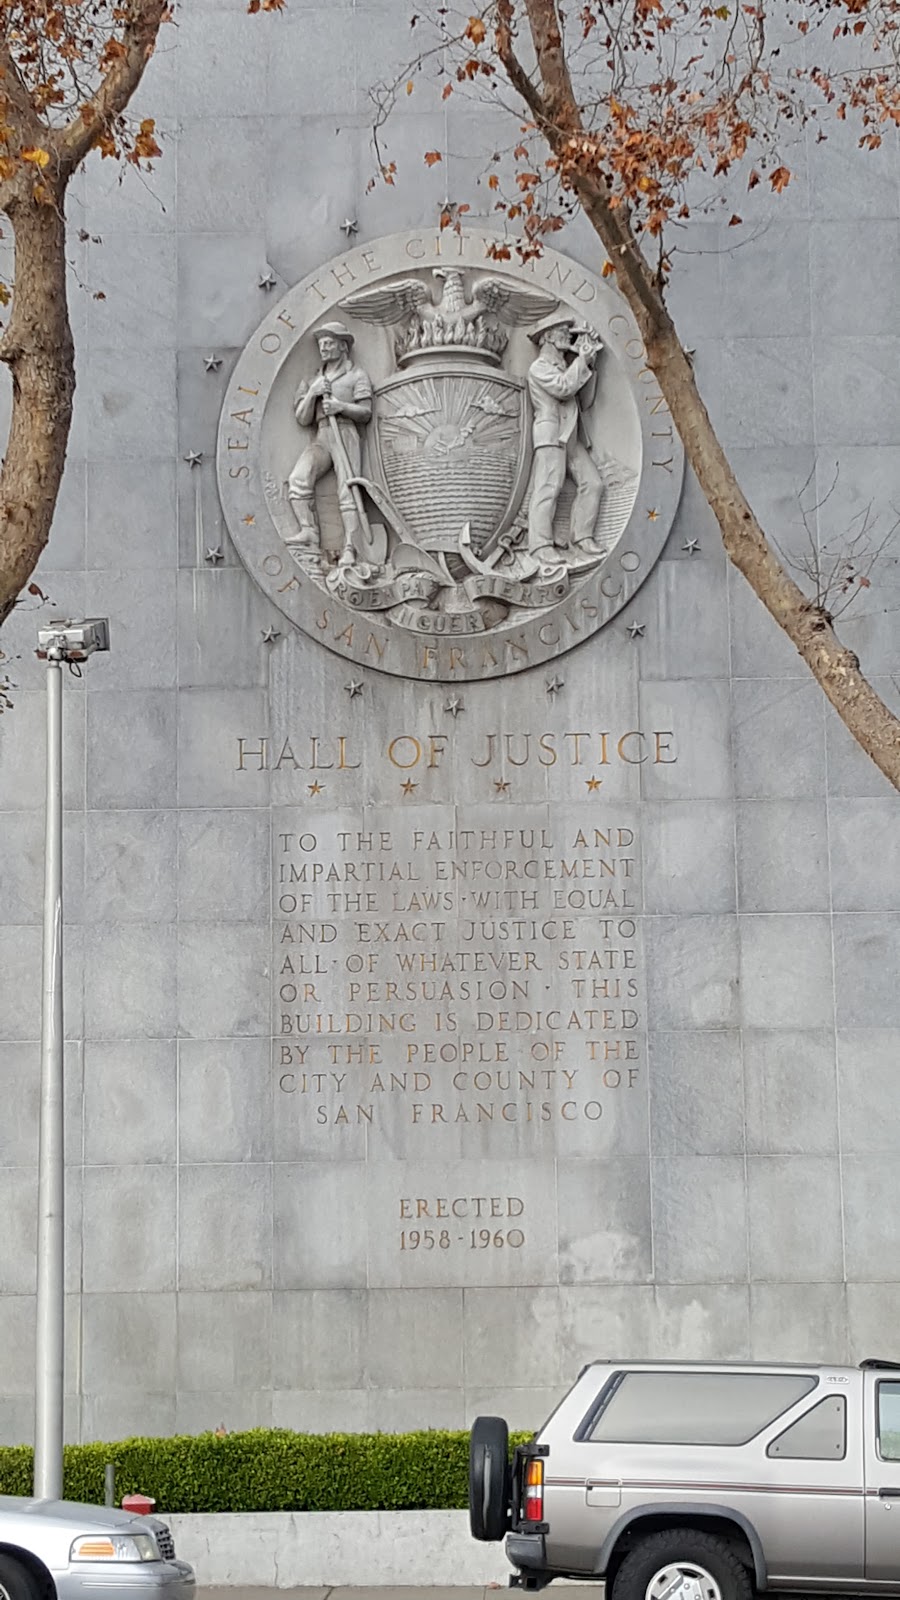 SEAL OF THE CITY AND COUNTY
OF SAN FRANCISCO
ORO EN PAZ
FIERRO
EN GUERRA
HALL OF JUSTICE
TO THE FAITHFUL AND
IMPARTIAL ENFORCEMENT
OF THE LAWS · WITH EQUAL
AND EXACT JUSTICE TO
ALL · OF WHATEVER STATE
OR PERSUASION · THIS
BUILDING IS DEDICATED
BY THE PEOPLE OF THE
CITY AND COUNTY OF
SAN FRANCISCO
ERECTED
1958-1960